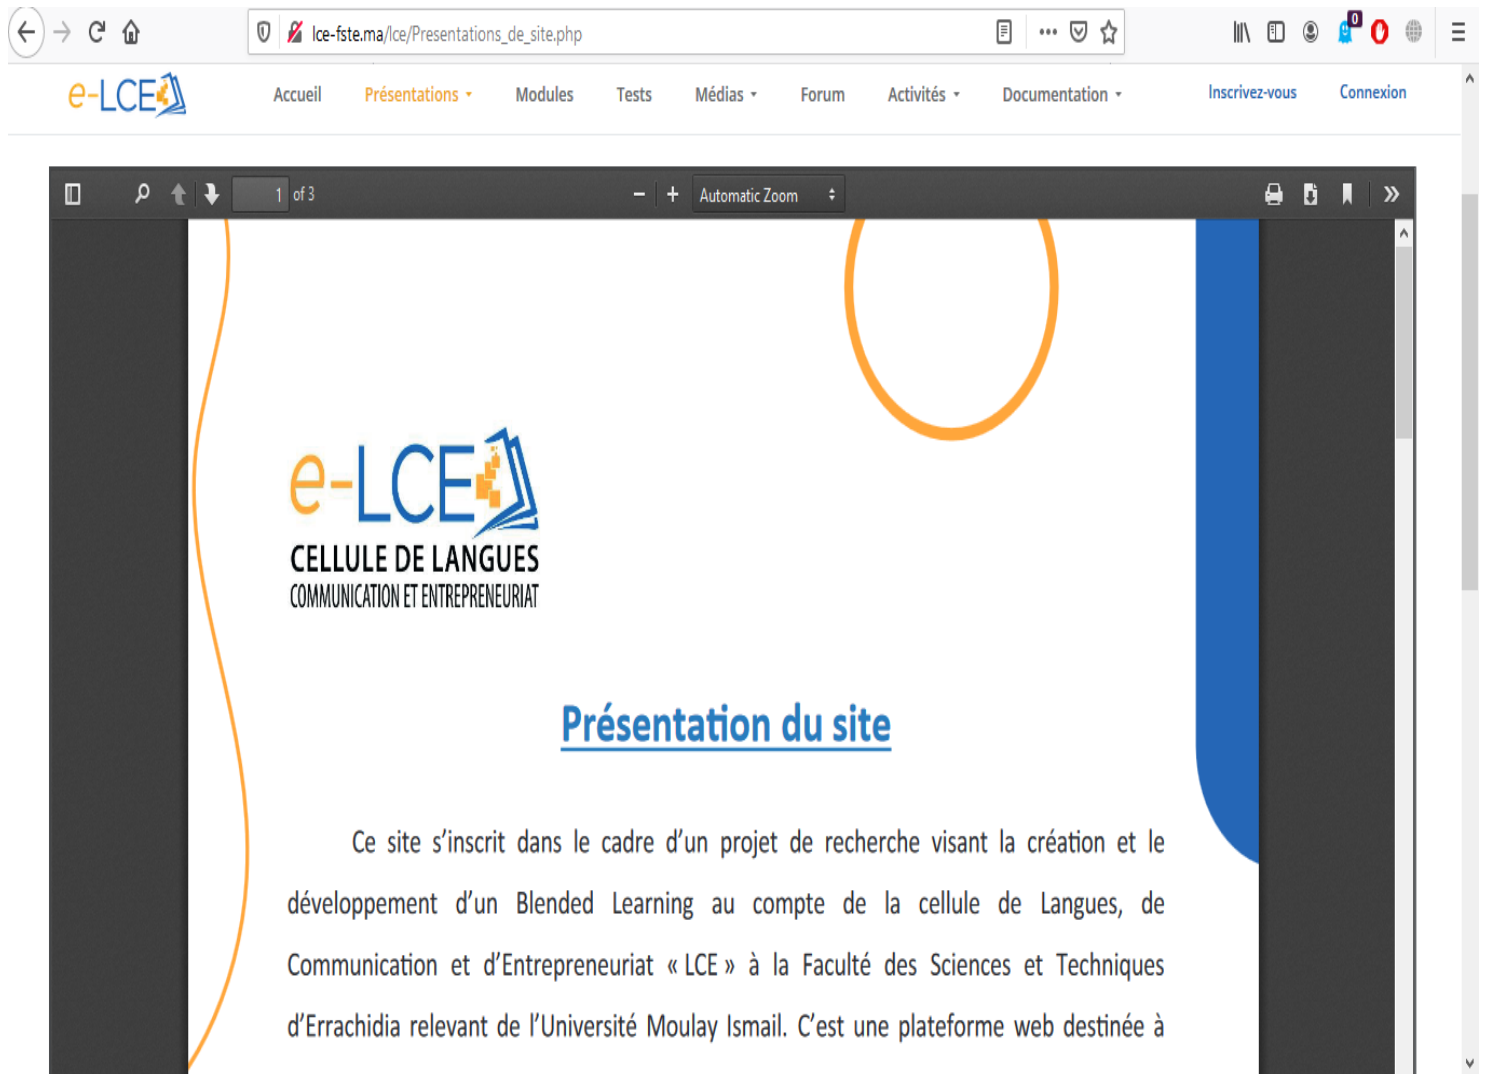 lce-fste.ma/lce/Presentations_de_site.php
0
e-LCE
Accueil Présentations Modules Tests Médias Forum Activités Documentation Inscrivez-vous Connexion
1 of 3 Automatic Zoom
e-LCE
CELLULE DE LANGUES
COMMUNICATION ET ENTREPRENEURIAT
Présentation du site
Ce site s’inscrit dans le cadre d’un projet de recherche visant la création et le
développement d’un Blended Learning au compte de la cellule de Langues, de
Communication et d’Entrepreneuriat « LCE » à la Faculté des Sciences et Techniques
d’Errachidia relevant de l’Université Moulay Ismail. C’est une plateforme web destinée à